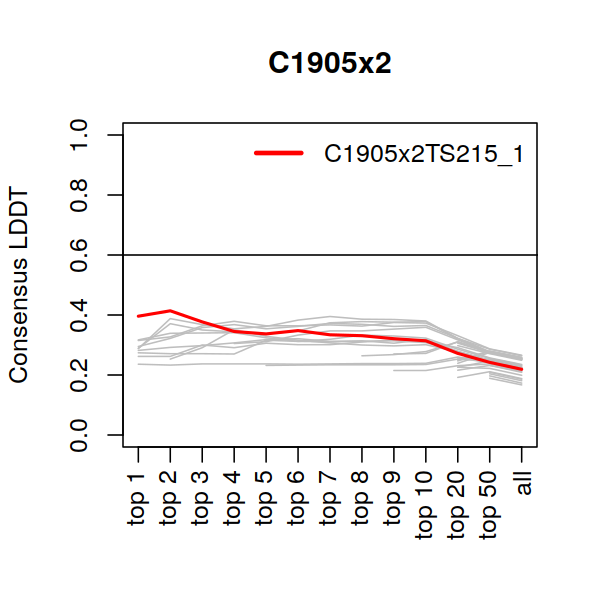 C1905x2
C1905x2TS215_1
Consensus LDDT
1.0
0.8
0.6
0.4
0.2
0.0
top 1
top 2
top 3
top 4
top 5
top 6
top 7
top 8
top 9
top 10
top 20
top 50
all